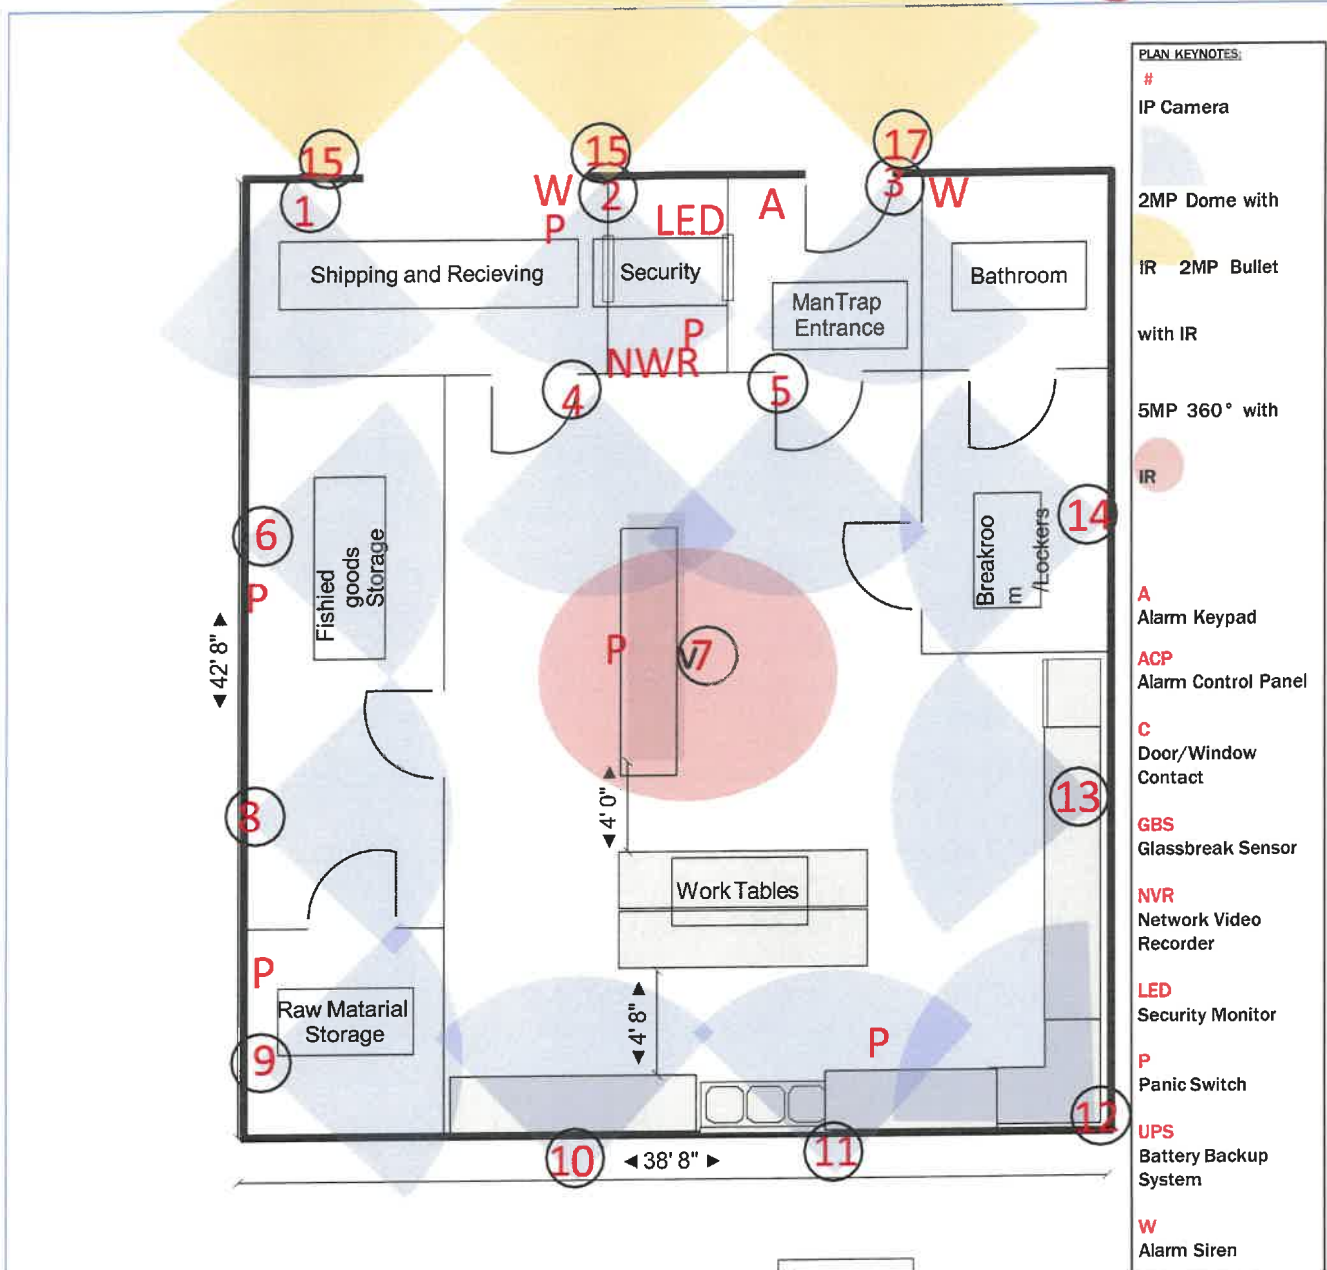 15
15
17
1
W
2
3
W
P
LED
A
Shipping and Recieving
Security
ManTrap
Entrance
Bathroom
P
NWR
4
5
6
Fishied
goods
Storage
P
14
Breakroo
m
/Lockers
42' 8"
P
v7
8
4' 0"
13
Work Tables
P
Raw Matarial
Storage
4' 8"
P
9
12
10
38' 8"
11
PLAN KEYNOTES:
#
IP Camera
2MP Dome with
IR 2MP Bullet
with IR
5MP 360° with
IR
A
Alarm Keypad
ACP
Alarm Control Panel
C
Door/Window
Contact
GBS
Glassbreak Sensor
NVR
Network Video
Recorder
LED
Security Monitor
P
Panic Switch
UPS
Battery Backup
System
W
Alarm Siren